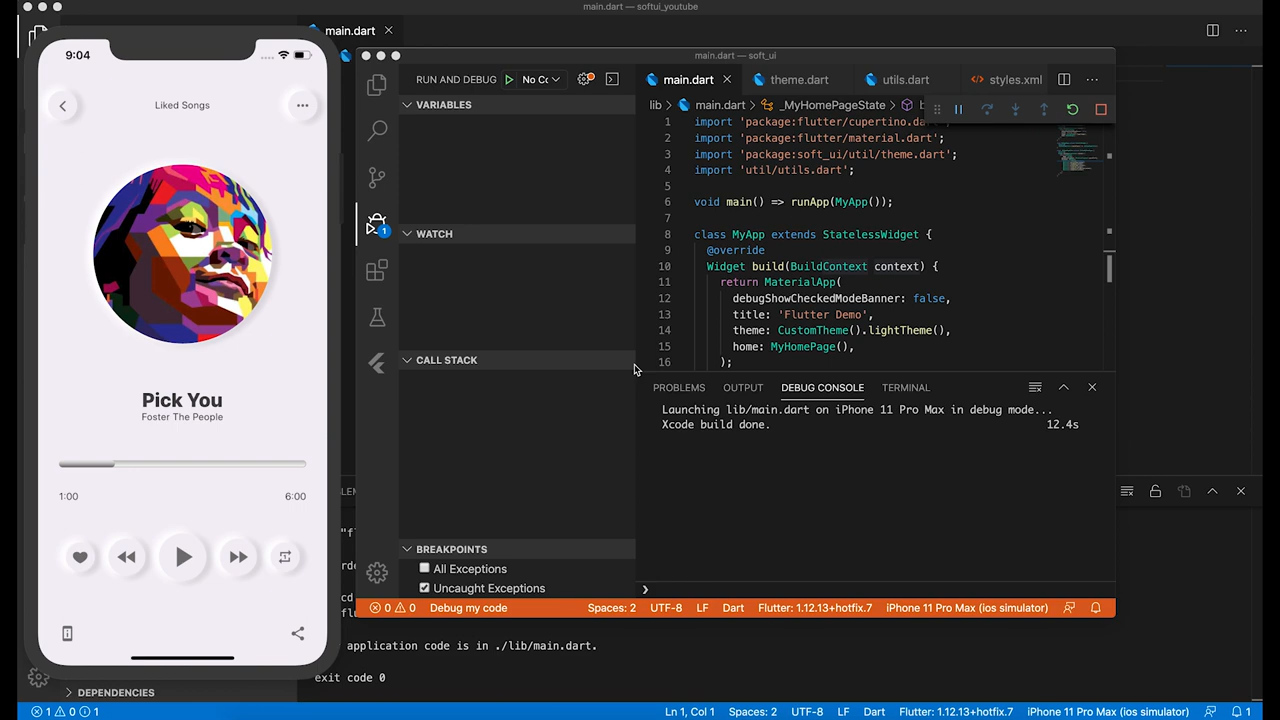 main.dart — softui_youtube
main.dart
9:04
Liked Songs
Pick You
Foster The People
1:00
6:00
main.dart — soft_ui
RUN AND DEBUG
No Cc
main.dart
theme.dart
utils.dart
styles.xml
lib > main.dart > _MyHomePageState > b
VARIABLES
WATCH
CALL STACK
BREAKPOINTS
All Exceptions
Uncaught Exceptions
1
1 import 'package:flutter/cupertino.dart';
2 import 'package:flutter/material.dart';
3 import 'package:soft_ui/util/theme.dart';
4 import 'util/utils.dart';
5
6 void main() => runApp(MyApp());
7
8 class MyApp extends StatelessWidget {
9 @override
10 Widget build(BuildContext context) {
11 return MaterialApp(
12 debugShowCheckedModeBanner: false,
13 title: 'Flutter Demo',
14 theme: CustomTheme().lightTheme(),
15 home: MyHomePage(),
16 );
PROBLEMS OUTPUT DEBUG CONSOLE TERMINAL
Launching lib/main.dart on iPhone 11 Pro Max in debug mode...
Xcode build done. 12.4s
0 0 Debug my code Spaces: 2 UTF-8 LF Dart Flutter: 1.12.13+hotfix.7 iPhone 11 Pro Max (ios simulator)
LEM
"fl
rde
cd
flu
application code is in ./lib/main.dart.
exit code 0
DEPENDENCIES
1 0 1 Ln 1, Col 1 Spaces: 2 UTF-8 LF Dart Flutter: 1.12.13+hotfix.7 iPhone 11 Pro Max (ios simulator) 1